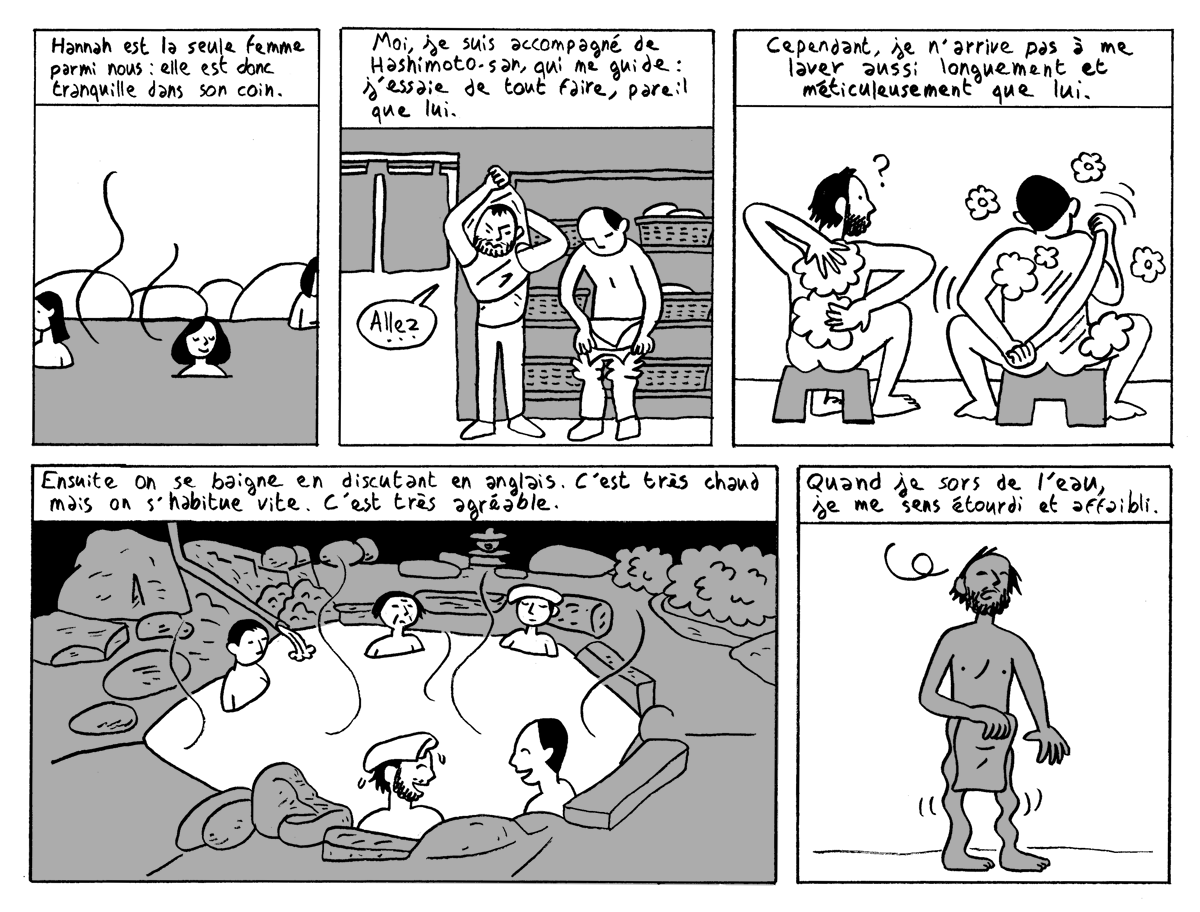 Hannah est la seule femme
parmi nous : elle est donc
tranquille dans son coin.
Moi, je suis accompagné de
Hashimoto-san, qui me guide :
j'essaie de tout faire, pareil
que lui.
Allez
Cependant, je n'arrive pas à me
laver aussi longuement et
méticuleusement que lui.
?
Ensuite on se baigne en discutant en anglais. C'est très chaud
mais on s'habitue vite. C'est très agréable.
Quand je sors de l'eau,
je me sens étourdi et affaibli.